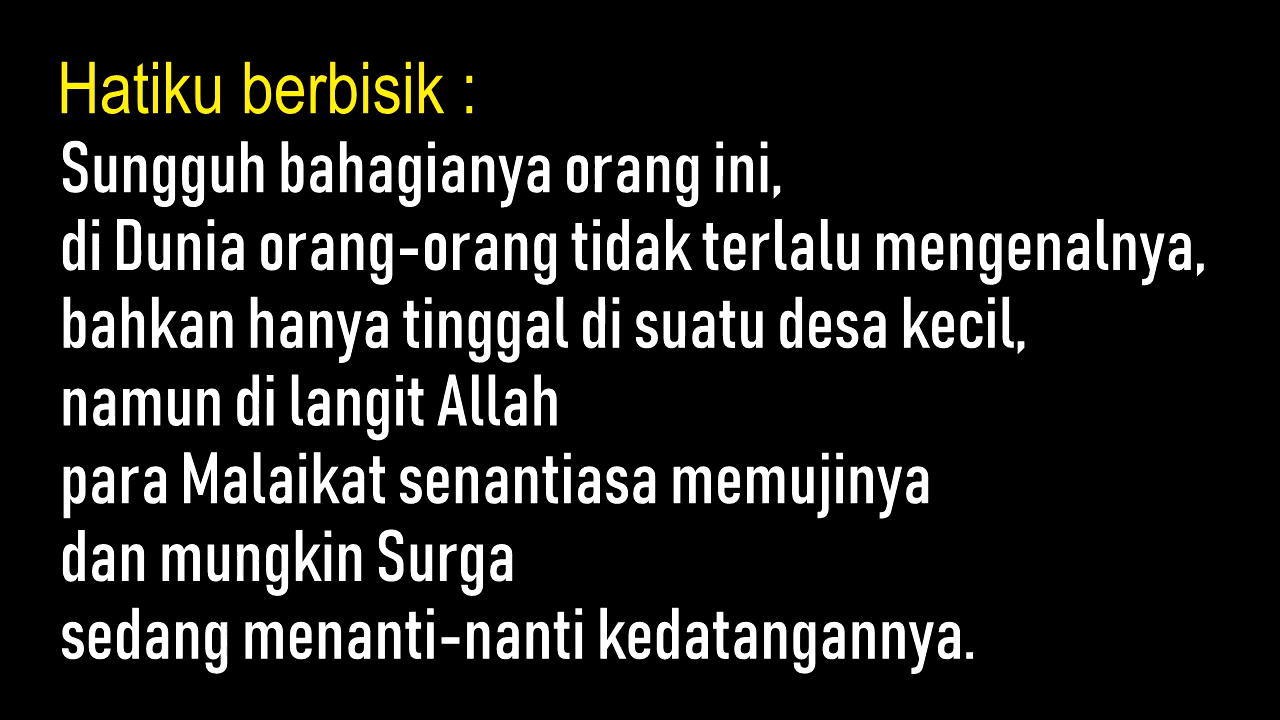 Hatiku berbisik :
Sungguh bahagianya orang ini,
di Dunia orang-orang tidak terlalu mengenalnya,
bahkan hanya tinggal di suatu desa kecil,
namun di langit Allah
para Malaikat senantiasa memujinya
dan mungkin Surga
sedang menanti-nanti kedatangannya.